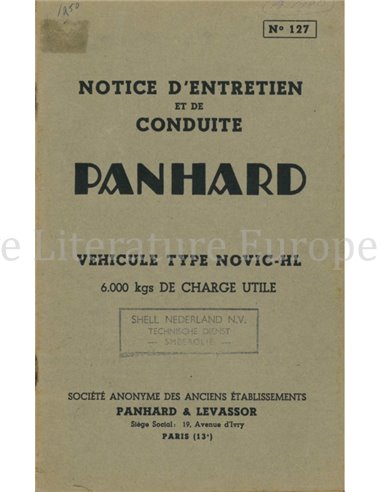 1250
Nº 127
NOTICE D'ENTRETIEN
ET DE
CONDUITE
PANHARD
e Literature Europe
VEHICULE TYPE NOVIC-HL
6.000 kgs DE CHARGE UTILE
SHELL NEDERLAND N.V.
TECHNISCHE DIENST
— SMEEROLIE —
SOCIÉTÉ ANONYME DES ANCIENS ÉTABLISSEMENTS
PANHARD & LEVASSOR
Siège Social: 19, Avenue d'Ivry
PARIS (13ᵉ)